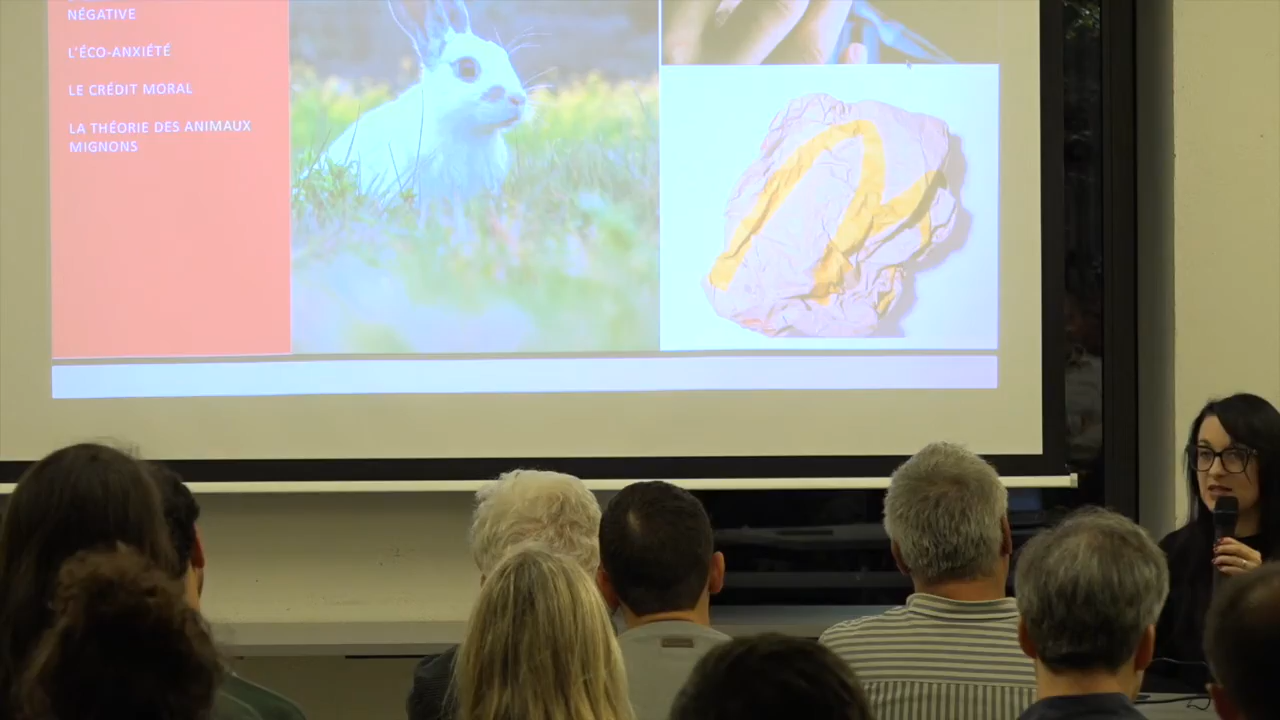 NÉGATIVE
L'ÉCO-ANXIÉTÉ
LE CRÉDIT MORAL
LA THÉORIE DES ANIMAUX
MIGNONS